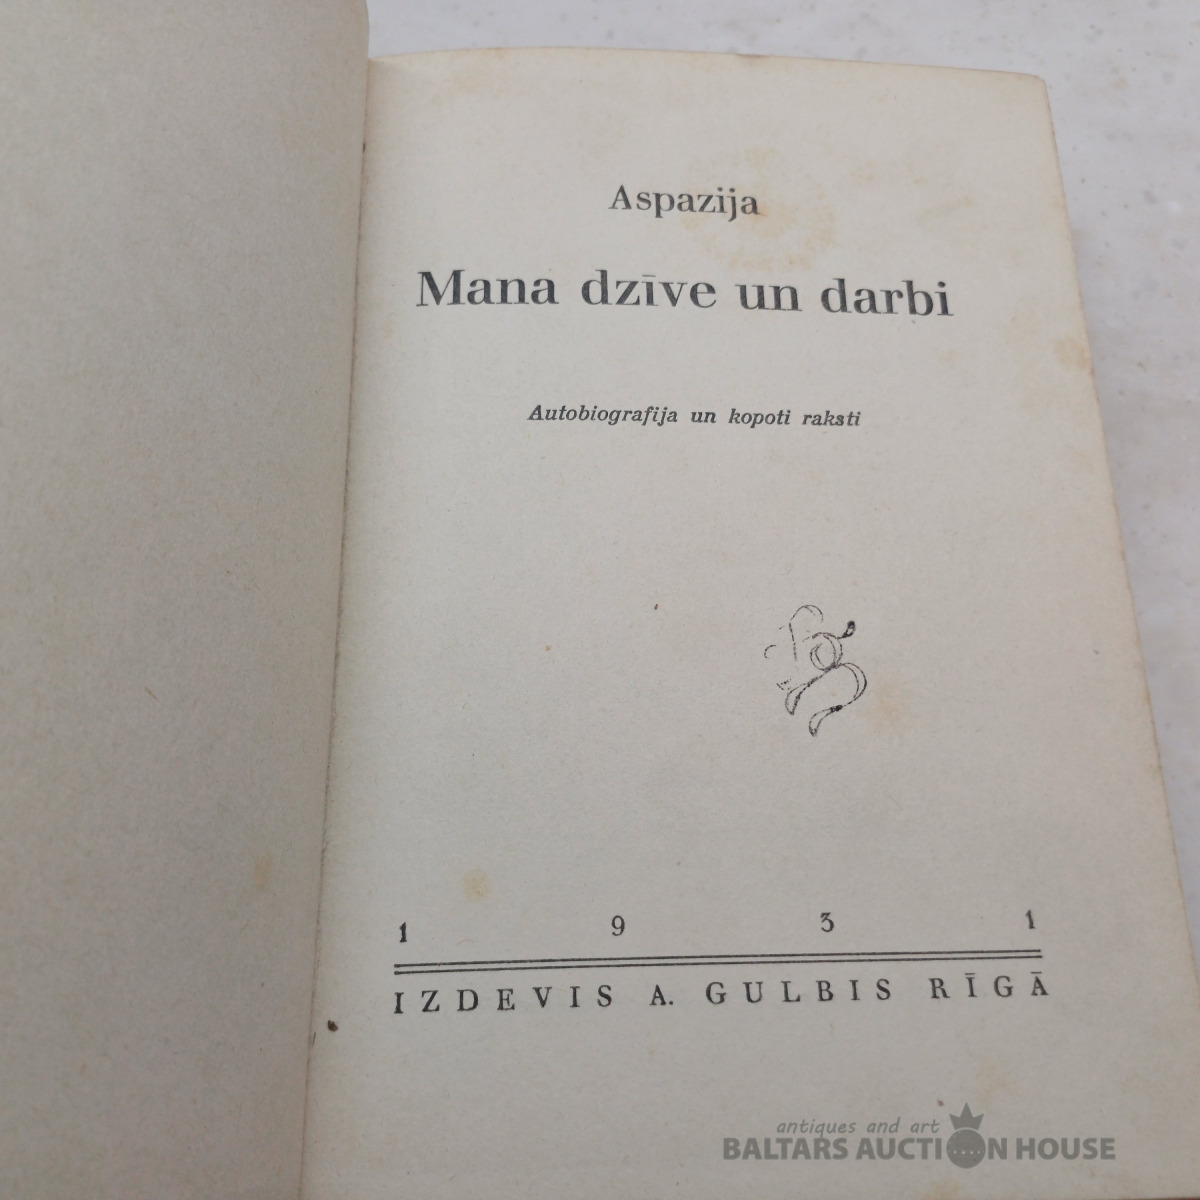 Aspazija
Mana dzīve un darbi
Autobiografija un kopoti raksti
1 9 3 1
IZDEVIS A. GULBIS RĪGĀ
antiques and art
BALTARS AUCTION HOUSE